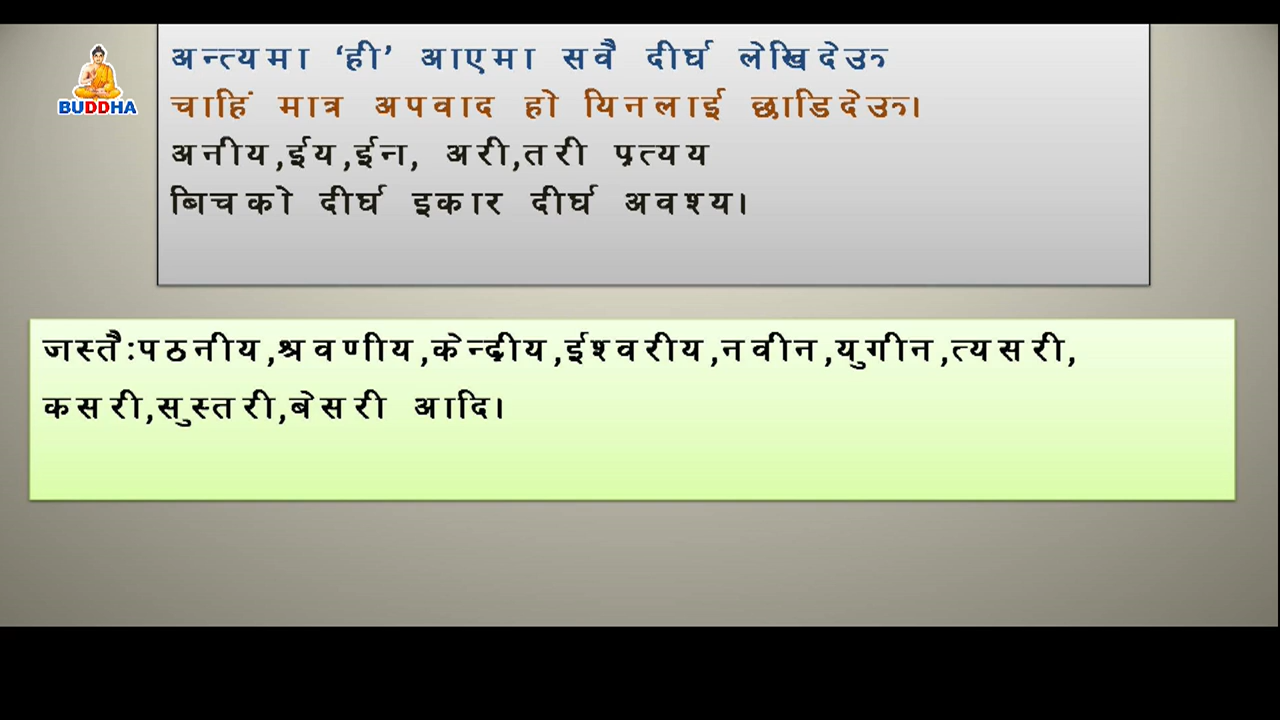 अन्त्यमा ‘ही’ आएमा सवै दीर्घ लेखिदेऊ
BUDDHA
चाहिं मात्र अपवाद हो यिनलाई छाडिदेऊ।
अनीय,ईय,ईन, अरी,तरी प्रत्यय
बिचको दीर्घ इकार दीर्घ अवश्य।
जस्तैःपठनीय,श्रवणीय,केन्द्रीय,ईश्वरीय,नवीन,युगीन,त्यसरी,
कसरी,सुस्तरी,बेसरी आदि।